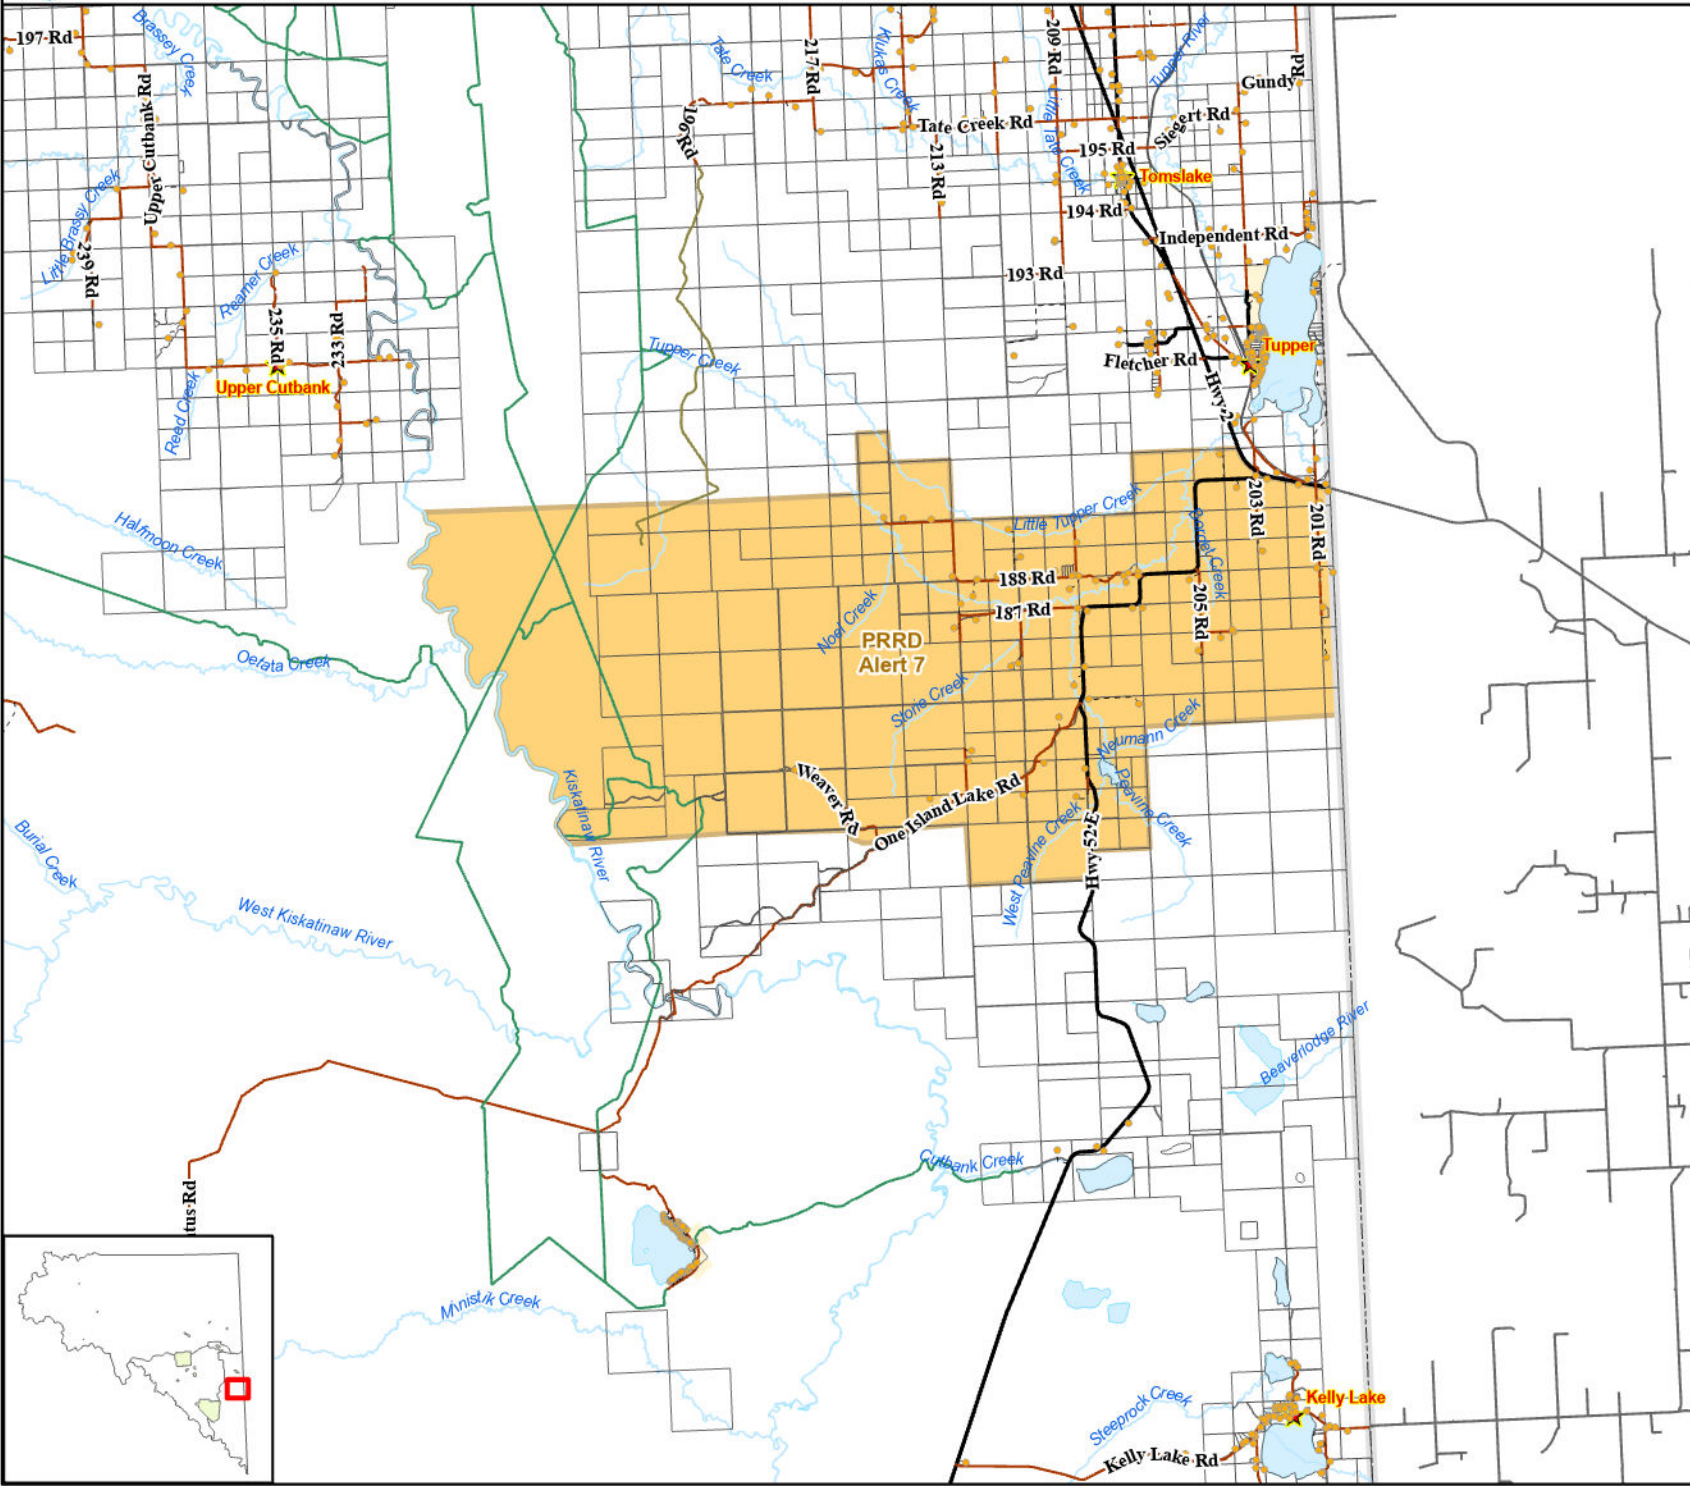 197 Rd
Brassey Creek
Upper Cutbank Rd
Little Brassy Creek
239 Rd
Reamer Creek
235 Rd
233 Rd
Upper Cutbank
Reed Creek
Tate Creek
217 Rd
Klukas Creek
196 Rd
Tate Creek Rd
213 Rd
209 Rd
Little Tate Creek
Tupper River
Gundy Rd
Siegert Rd
195 Rd
Tomslake
194 Rd
Independent Rd
193 Rd
Tupper Creek
Fletcher Rd
Tupper
Hwy 2
Halfmoon Creek
Oetata Creek
Little Tupper Creek
203 Rd
201 Rd
188 Rd
187 Rd
205 Rd
Noel Creek
PRRD
Alert 7
Storie Creek
Neumann Creek
Weaver Rd
One Island Lake Rd
Kiskatinaw River
Peavine Creek
West Peavine Creek
Hwy 52 E
Burial Creek
West Kiskatinaw River
Beaverlodge River
Cutbank Creek
tus Rd
Ministik Creek
Steeprock Creek
Kelly Lake
Kelly Lake Rd